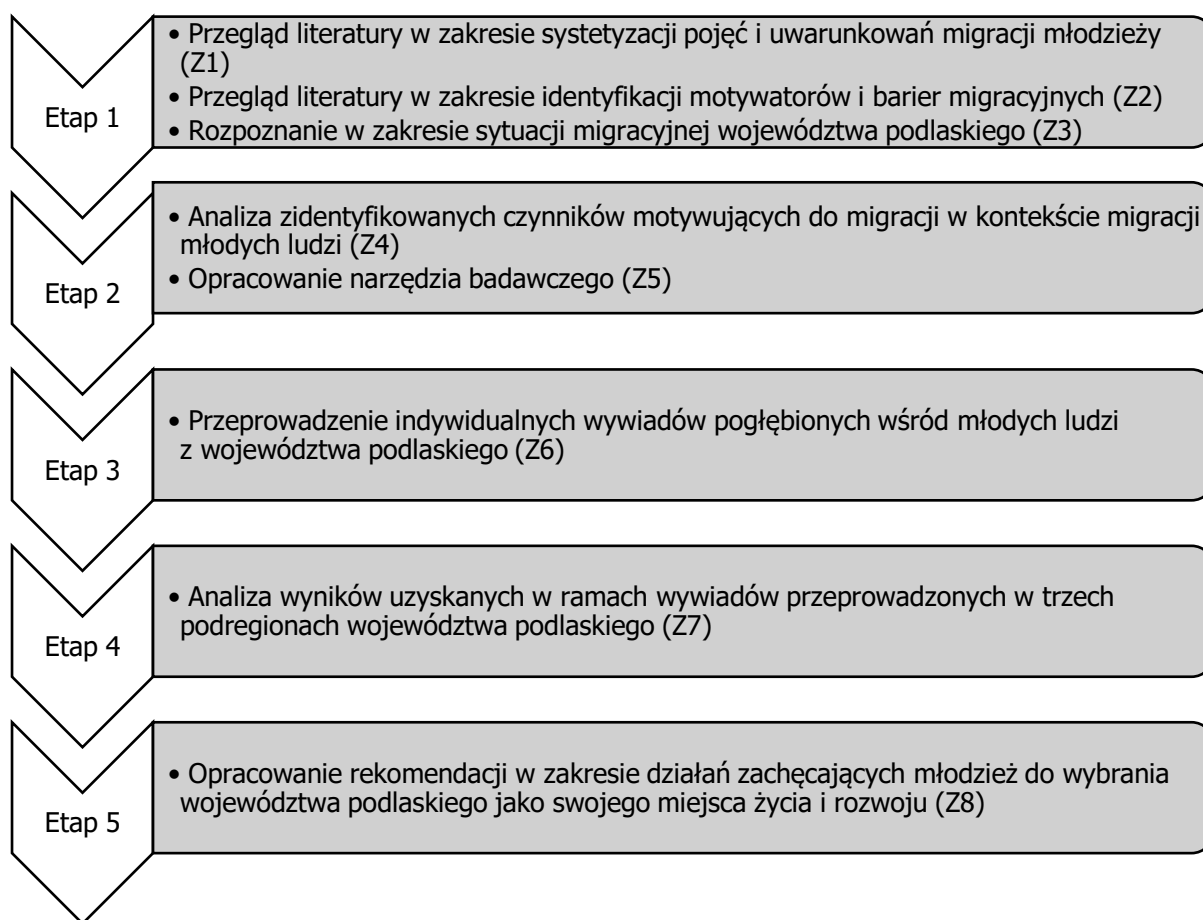 Etap 1
• Przegląd literatury w zakresie systetyzacji pojęć i uwarunkowań migracji młodzieży
(Z1)
• Przegląd literatury w zakresie identyfikacji motywatorów i barier migracyjnych (Z2)
• Rozpoznanie w zakresie sytuacji migracyjnej województwa podlaskiego (Z3)
Etap 2
• Analiza zidentyfikowanych czynników motywujących do migracji w kontekście migracji
młodych ludzi (Z4)
• Opracowanie narzędzia badawczego (Z5)
Etap 3
• Przeprowadzenie indywidualnych wywiadów pogłębionych wśród młodych ludzi
z województwa podlaskiego (Z6)
Etap 4
• Analiza wyników uzyskanych w ramach wywiadów przeprowadzonych w trzech
podregionach województwa podlaskiego (Z7)
Etap 5
• Opracowanie rekomendacji w zakresie działań zachęcających młodzież do wybrania
województwa podlaskiego jako swojego miejsca życia i rozwoju (Z8)